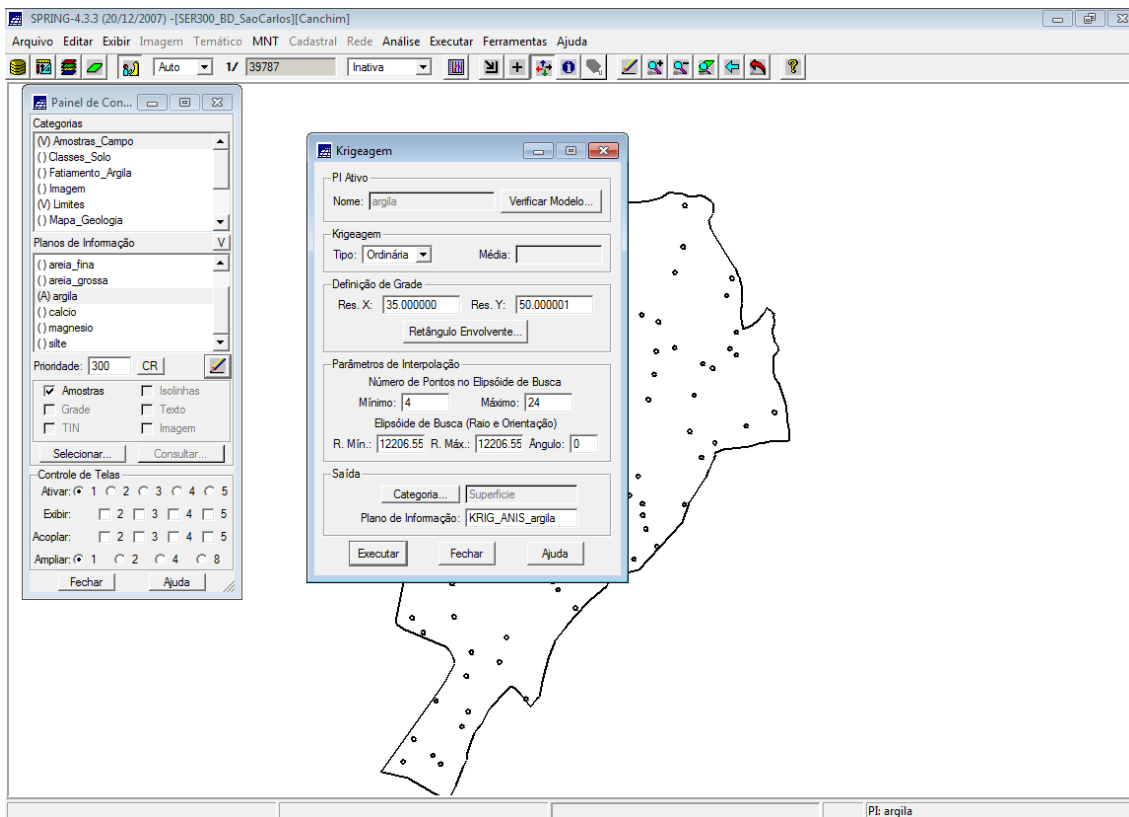 SPRING-4.3.3 (20/12/2007) -[SER300_BD_SaoCarlos][Canchim]
Arquivo Editar Exibir Imagem Temático MNT Cadastral Rede Análise Executar Ferramentas Ajuda
Auto 1/ 39787 Inativa
Painel de Con...
Categorias
(V) Amostras_Campo
( ) Classes_Solo
( ) Fatiamento_Argila
( ) Imagem
(V) Limites
( ) Mapa_Geologia
Planos de Informação V
( ) areia_fina
( ) areia_grossa
(A) argila
( ) calcio
( ) magnesio
( ) silte
Prioridade: 300 CR
Amostras Isolinhas
Grade Texto
TIN Imagem
Selecionar... Consultar...
Controle de Telas
Ativar: 1 2 3 4 5
Exibir: 2 3 4 5
Acoplar: 2 3 4 5
Ampliar: 1 2 4 8
Fechar Ajuda
Krigeagem
PI Ativo
Nome: argila Verificar Modelo...
Krigeagem
Tipo: Ordinária Média:
Definição de Grade
Res. X: 35.000000 Res. Y: 50.000001
Retângulo Envolvente...
Parâmetros de Interpolação
Número de Pontos no Elipsóide de Busca
Mínimo: 4 Máximo: 24
Elipsóide de Busca (Raio e Orientação)
R. Mín.: 12206.55 R. Máx.: 12206.55 Ângulo: 0
Saída
Categoria... Superficie
Plano de Informação: KRIG_ANIS_argila
Executar Fechar Ajuda
PI: argila